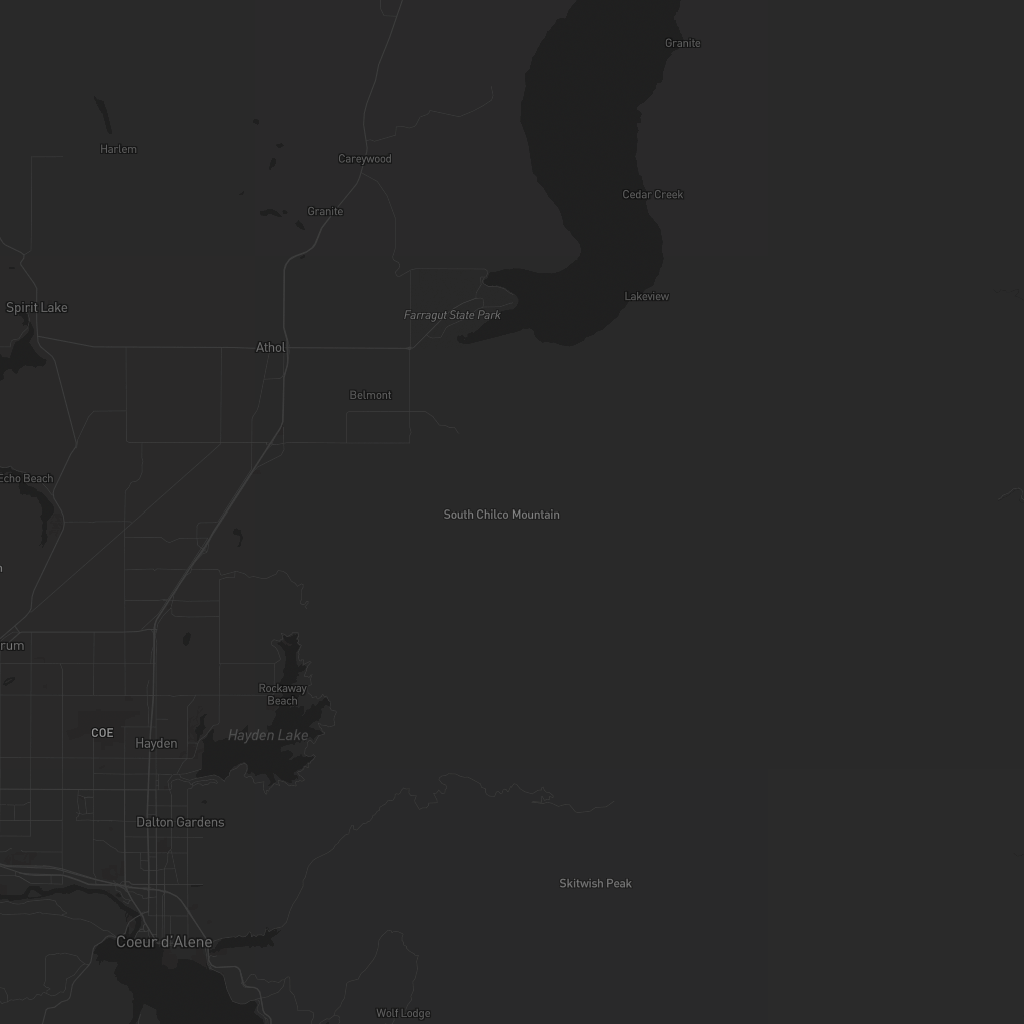 Granite
Harlem
Careywood
Cedar Creek
Granite
Lakeview
Spirit Lake
Farragut State Park
Athol
Belmont
Echo Beach
South Chilco Mountain
rum
Rockaway
Beach
COE
Hayden Lake
Hayden
Dalton Gardens
Skitwish Peak
Coeur d'Alene
Wolf Lodge